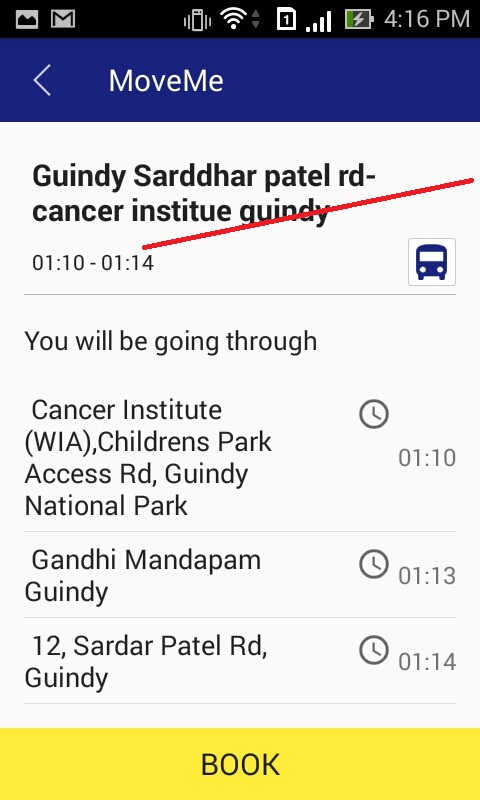 4:16 PM
1
MoveMe
Guindy Sarddhar patel rd-
cancer institue guindy
01:10 - 01:14
You will be going through
Cancer Institute
(WIA),Childrens Park
Access Rd, Guindy
National Park
01:10
Gandhi Mandapam
Guindy
01:13
12, Sardar Patel Rd,
Guindy
01:14
BOOK